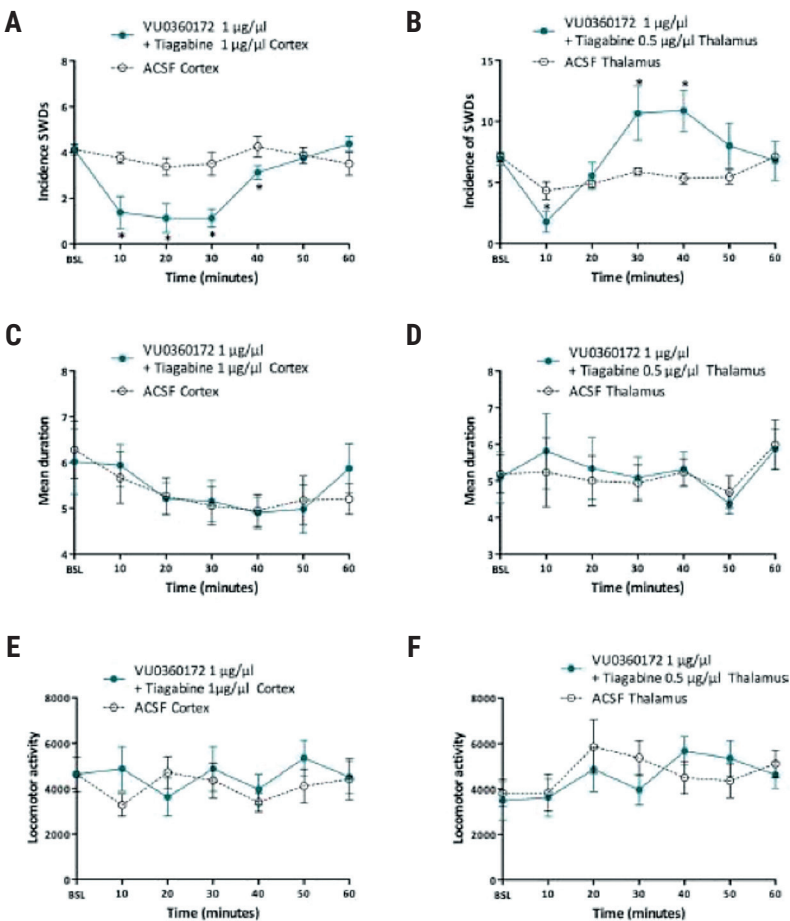 A
VU0360172 1 µg/µl
+ Tiagabine 1 µg/µl Cortex
ACSF Cortex
Incidence SWDs
8
6
4
2
0
BSL 10 20 30 40 50 60
* * * *
Time (minutes)
B
VU0360172 1 µg/µl
+ Tiagabine 0.5 µg/µl Thalamus
ACSF Thalamus
Incidence of SWDs
15
10
5
0
* * *
BSL 10 20 30 40 50 60
Time (minutes)
C
VU0360172 1 µg/µl
+ Tiagabine 1 µg/µl Cortex
ACSF Cortex
Mean duration
8
7
6
5
4
BSL 10 20 30 40 50 60
Time (minutes)
D
VU0360172 1 µg/µl
+ Tiagabine 0.5 µg/µl Thalamus
ACSF Thalamus
Mean duration
8
7
6
5
4
3
BSL 10 20 30 40 50 60
Time (minutes)
E
VU0360172 1 µg/µl
+ Tiagabine 1µg/µl Cortex
ACSF Cortex
Locomotor activity
8000
6000
4000
2000
0
BSL 10 20 30 40 50 60
Time (minutes)
F
VU0360172 1 µg/µl
+ Tiagabine 0.5 µg/µl Thalamus
ACSF Thalamus
Locomotor activity
8000
6000
4000
2000
0
BSL 10 20 30 40 50 60
Time (minutes)